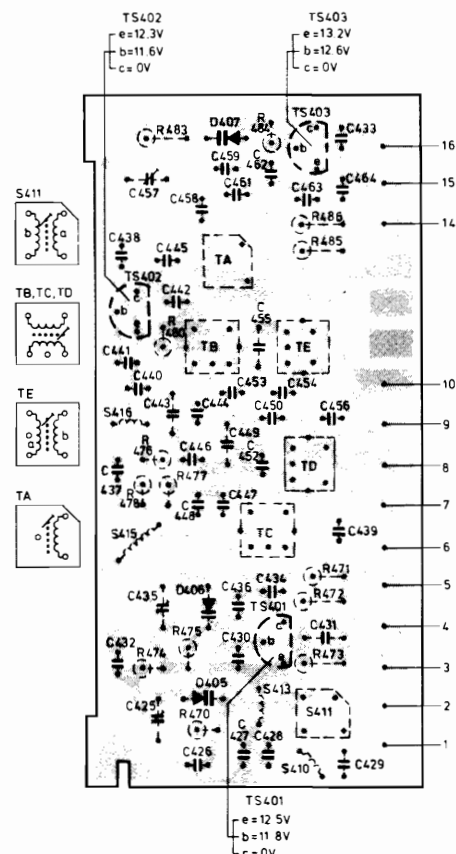 TS402
e=12.3V
b=11.6V
c=0V
TS403
e=13.2V
b=12.6V
c=0V
R483
D407
R
484
TS403
c
b
e
C433
16
C459
C
462
C457
C461
C463
C464
15
C458
R486
14
S411
b
a
C438
C445
TA
R485
TS402
c
b
e
C442
TB, TC, TD
R
480
TB
C
455
TE
C441
C440
C453
C454
10
TE
S416
C443
C444
C450
C456
9
R
476
C446
C449
C
452
TD
8
C
437
R
478
R477
C
448
C447
7
TA
S415
TC
C439
6
C435
D406
C436
C434
R471
5
R472
TS401
c
b
e
C431
4
C432
R474
R475
C430
R473
3
D405
S413
S411
2
C425
R470
C
427
C428
1
C426
S410
C429
TS401
e=12 5V
b=11 8V
c=0V